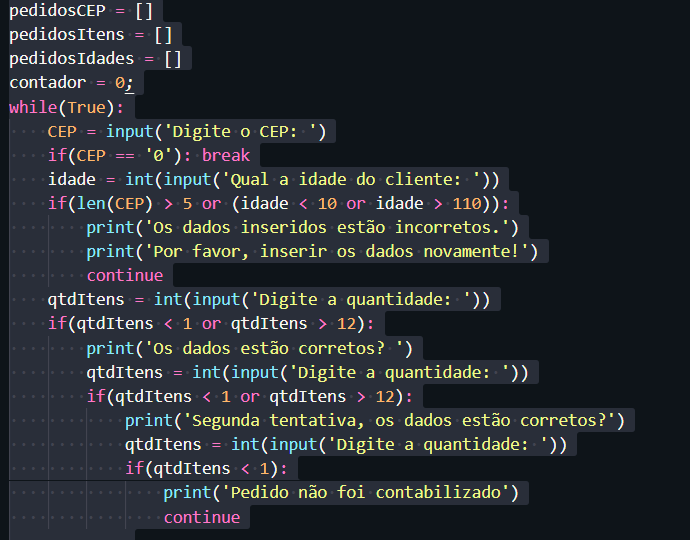 pedidosCEP = []
pedidosItens = []
pedidosIdades = []
contador = 0;
while(True):
    CEP = input('Digite o CEP: ')
    if(CEP == '0'): break
    idade = int(input('Qual a idade do cliente: '))
    if(len(CEP) > 5 or (idade < 10 or idade > 110)):
        print('Os dados inseridos estão incorretos.')
        print('Por favor, inserir os dados novamente!')
        continue
    qtdItens = int(input('Digite a quantidade: '))
    if(qtdItens < 1 or qtdItens > 12):
        print('Os dados estão corretos? ')
        qtdItens = int(input('Digite a quantidade: '))
        if(qtdItens < 1 or qtdItens > 12):
            print('Segunda tentativa, os dados estão corretos?')
            qtdItens = int(input('Digite a quantidade: '))
            if(qtdItens < 1):
                print('Pedido não foi contabilizado')
                continue